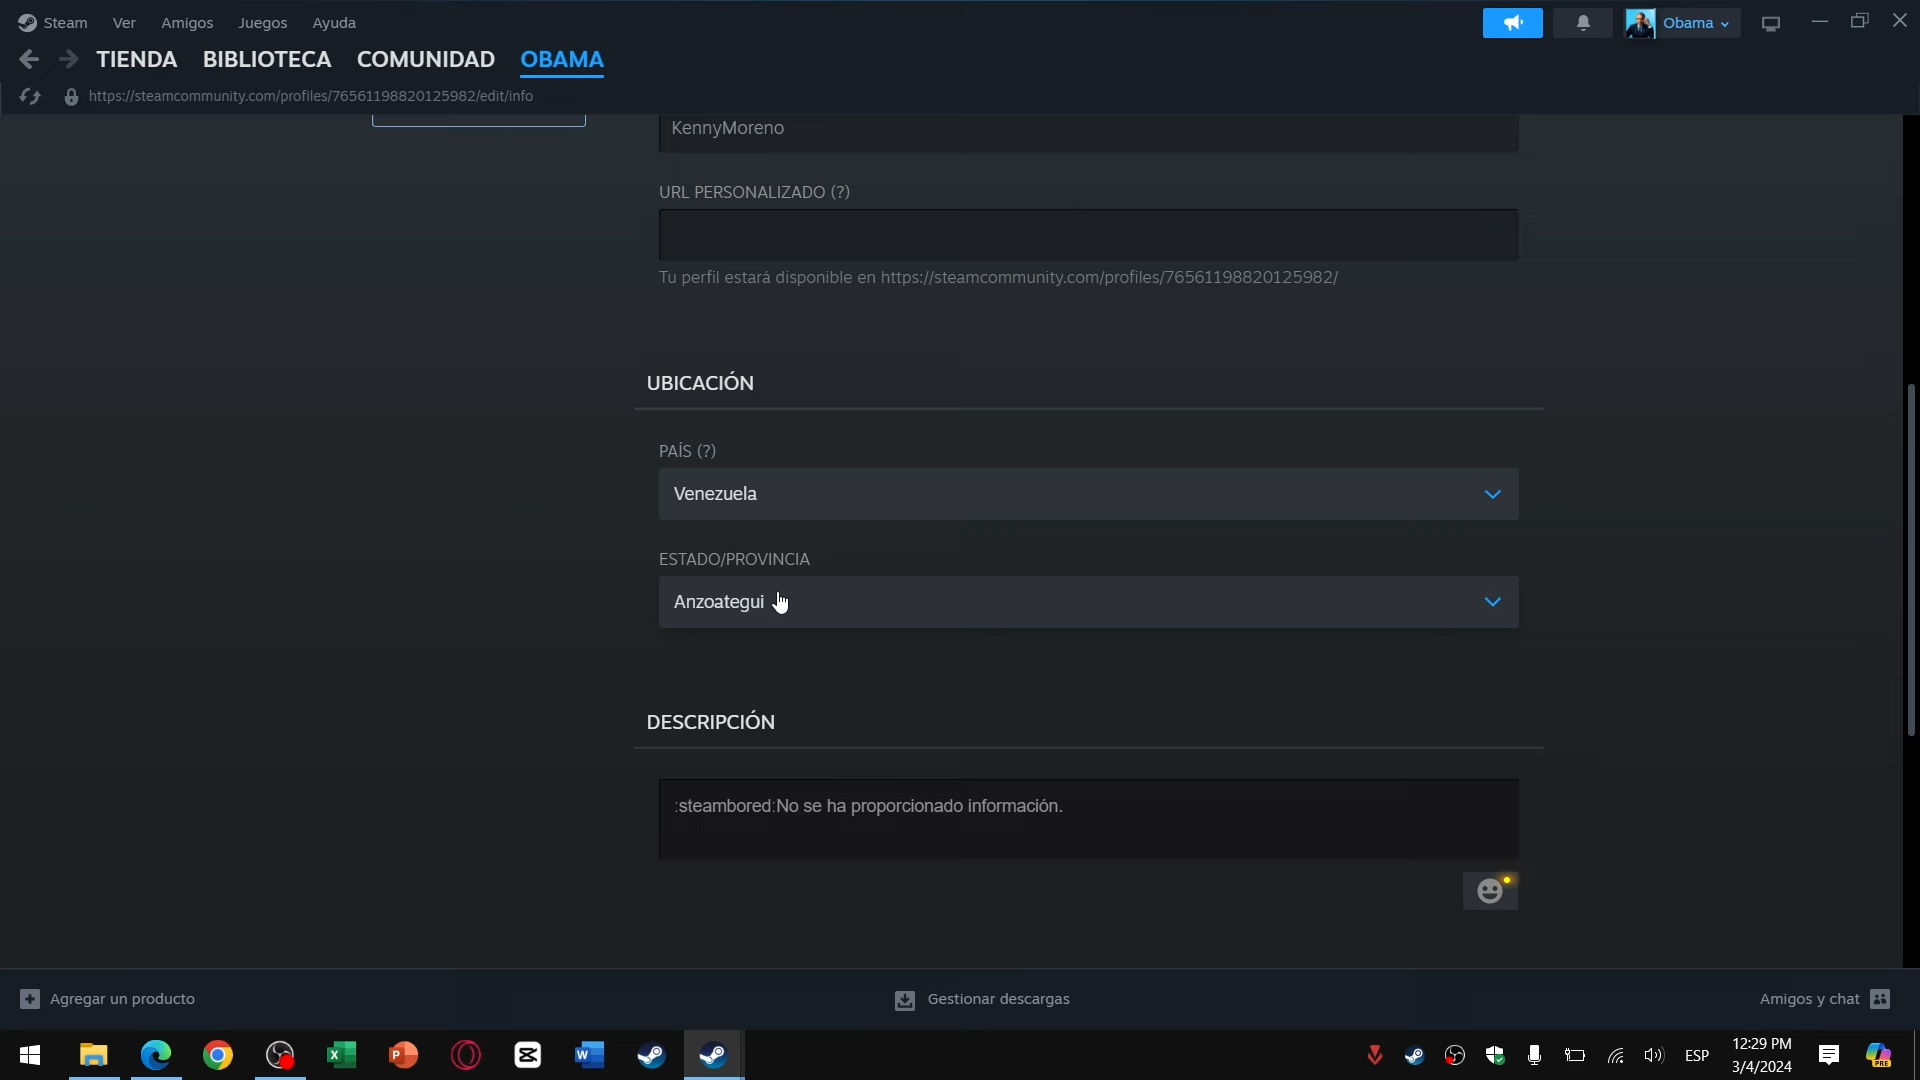 Steam Ver Amigos Juegos Ayuda Obama
TIENDA BIBLIOTECA COMUNIDAD OBAMA
https://steamcommunity.com/profiles/76561198820125982/edit/info
KennyMoreno
URL PERSONALIZADO (?)
Tu perfil estará disponible en https://steamcommunity.com/profiles/76561198820125982/
UBICACIÓN
PAÍS (?)
Venezuela
ESTADO/PROVINCIA
Anzoategui
DESCRIPCIÓN
:steambored:No se ha proporcionado información.
Agregar un producto Gestionar descargas Amigos y chat
ESP 12:29 PM
3/4/2024